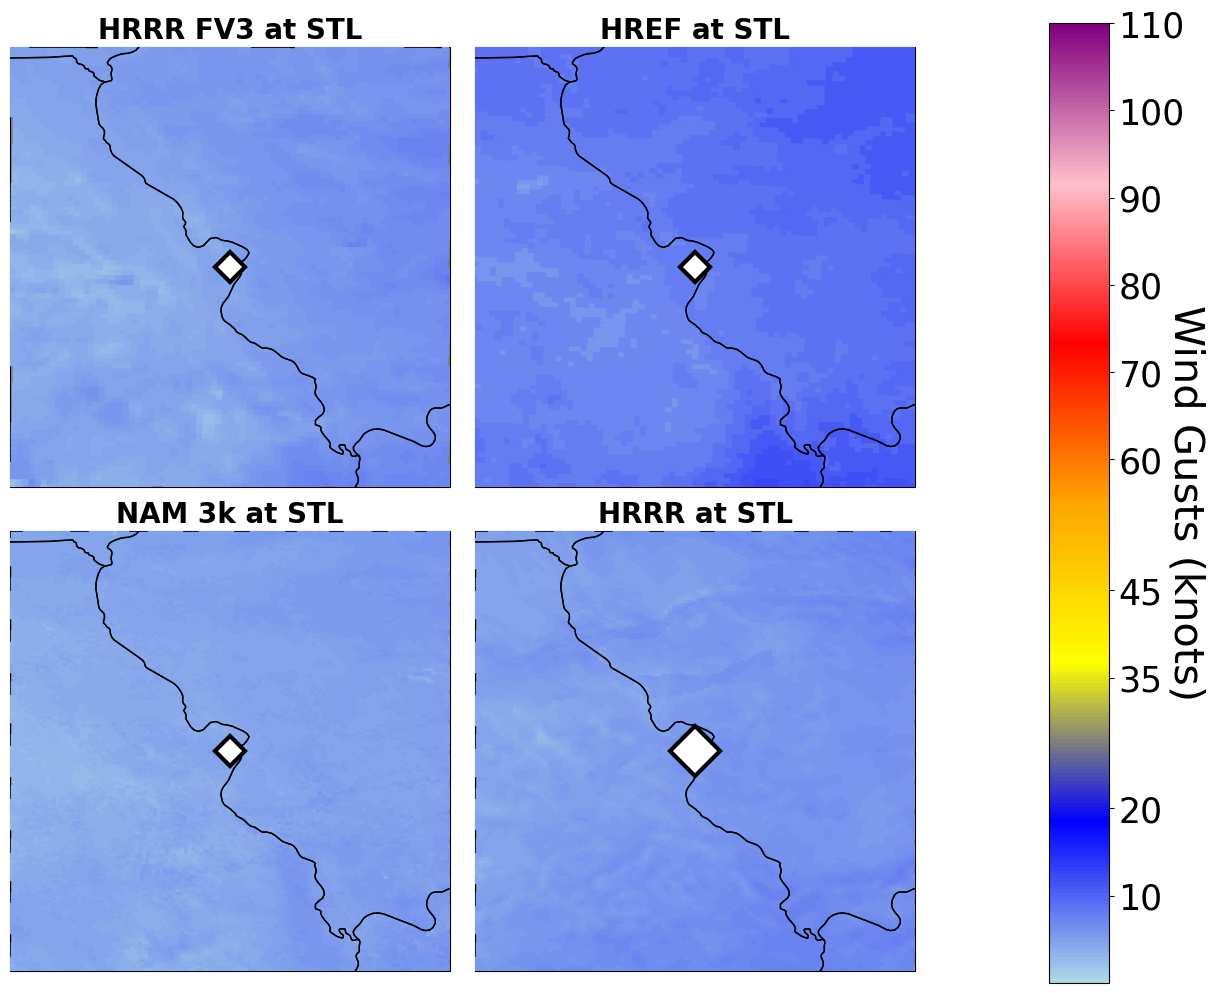 HRRR FV3 at STL
HREF at STL
NAM 3k at STL
HRRR at STL
110
100
90
80
70
60
45
35
20
10
Wind Gusts (knots)